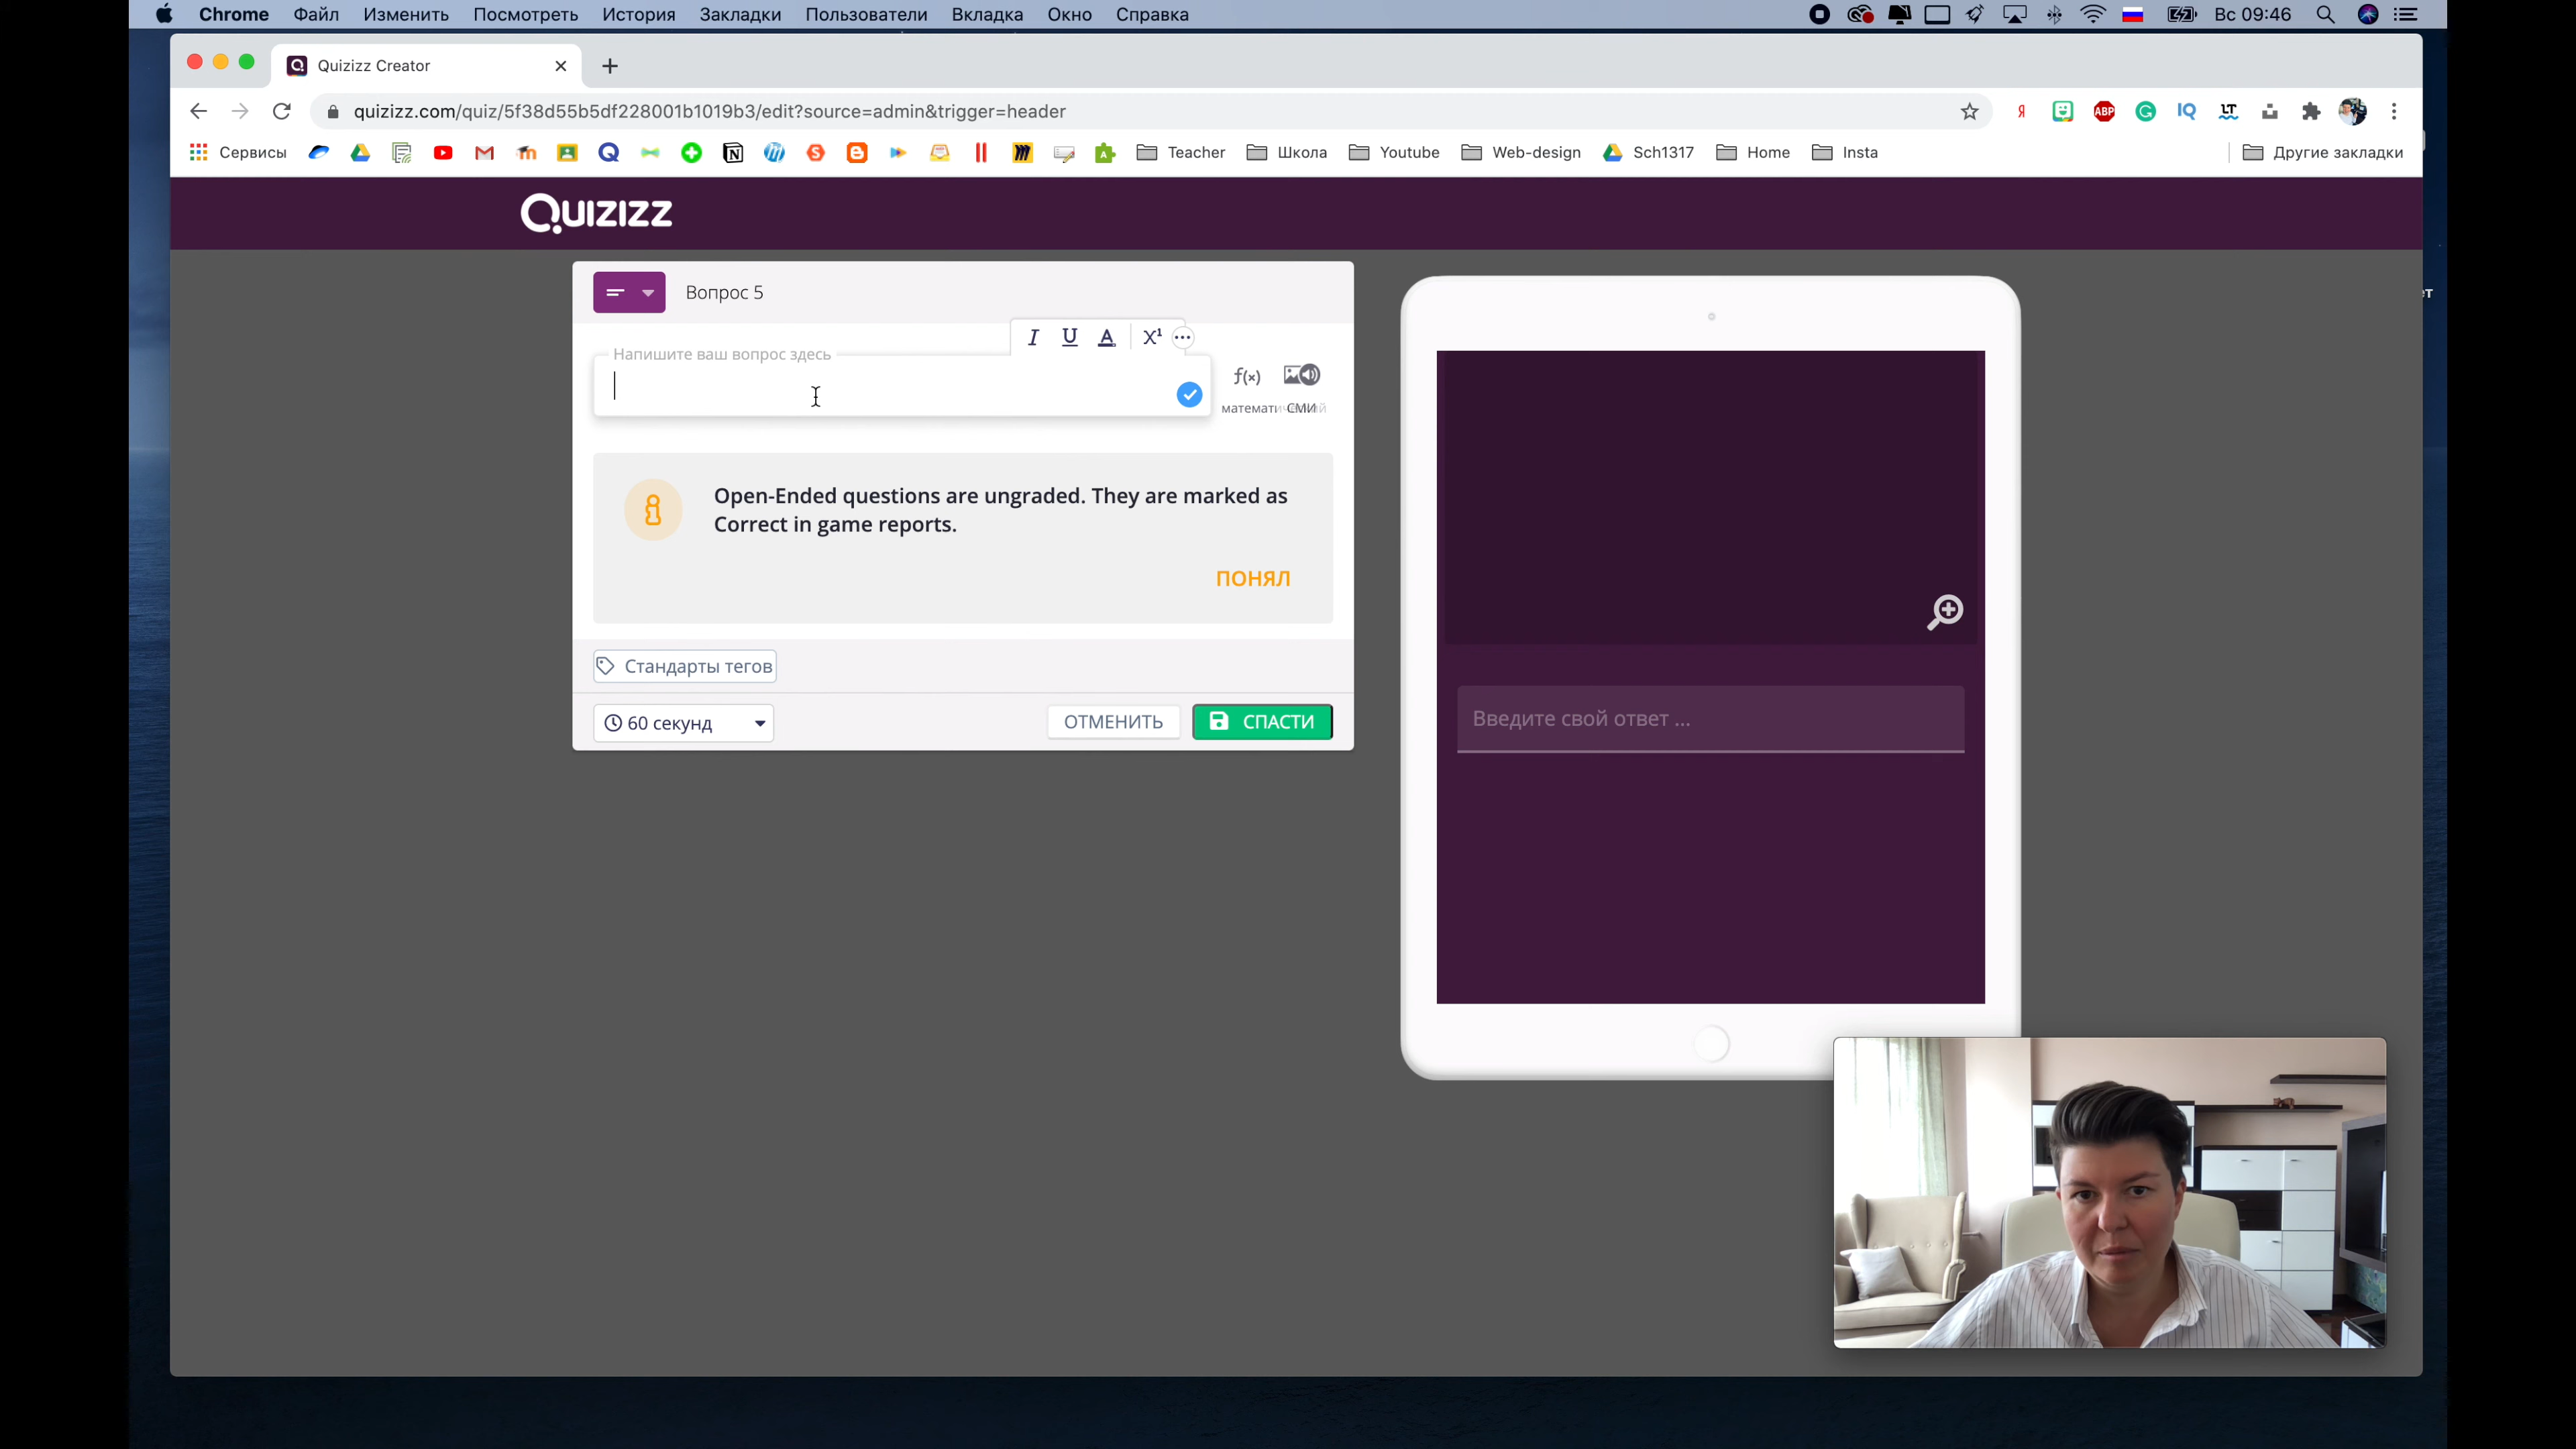 Chrome Файл Изменить Посмотреть История Закладки Пользователи Вкладка Окно Справка Вс 09:46
Quizizz Creator
quizizz.com/quiz/5f38d55b5df228001b1019b3/edit?source=admin&trigger=header
Сервисы Teacher Школа Youtube Web-design Sch1317 Home Insta Другие закладки
Quizizz
Вопрос 5
Напишите ваш вопрос здесь
I U A X¹
f(x)
СМИ
Open-Ended questions are ungraded. They are marked as
Correct in game reports.
ПОНЯЛ
Стандарты тегов
60 секунд ОТМЕНИТЬ СПАСТИ
Введите свой ответ ...